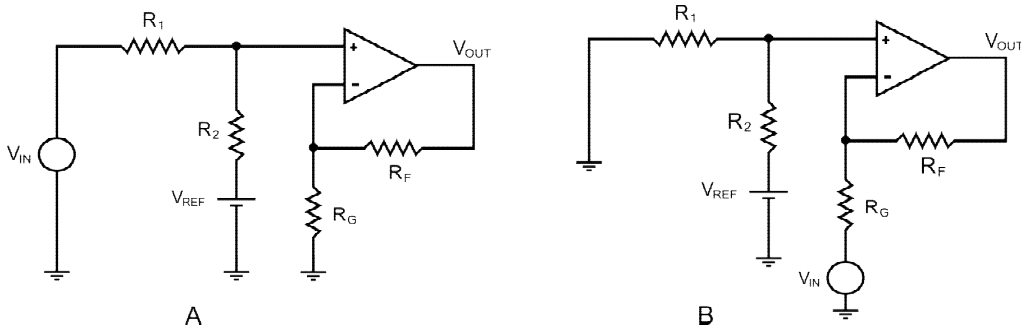 R1
+
−
VOUT
R2
VIN
VREF
RF
RG
A
R1
+
−
VOUT
R2
VREF
RF
RG
VIN
B